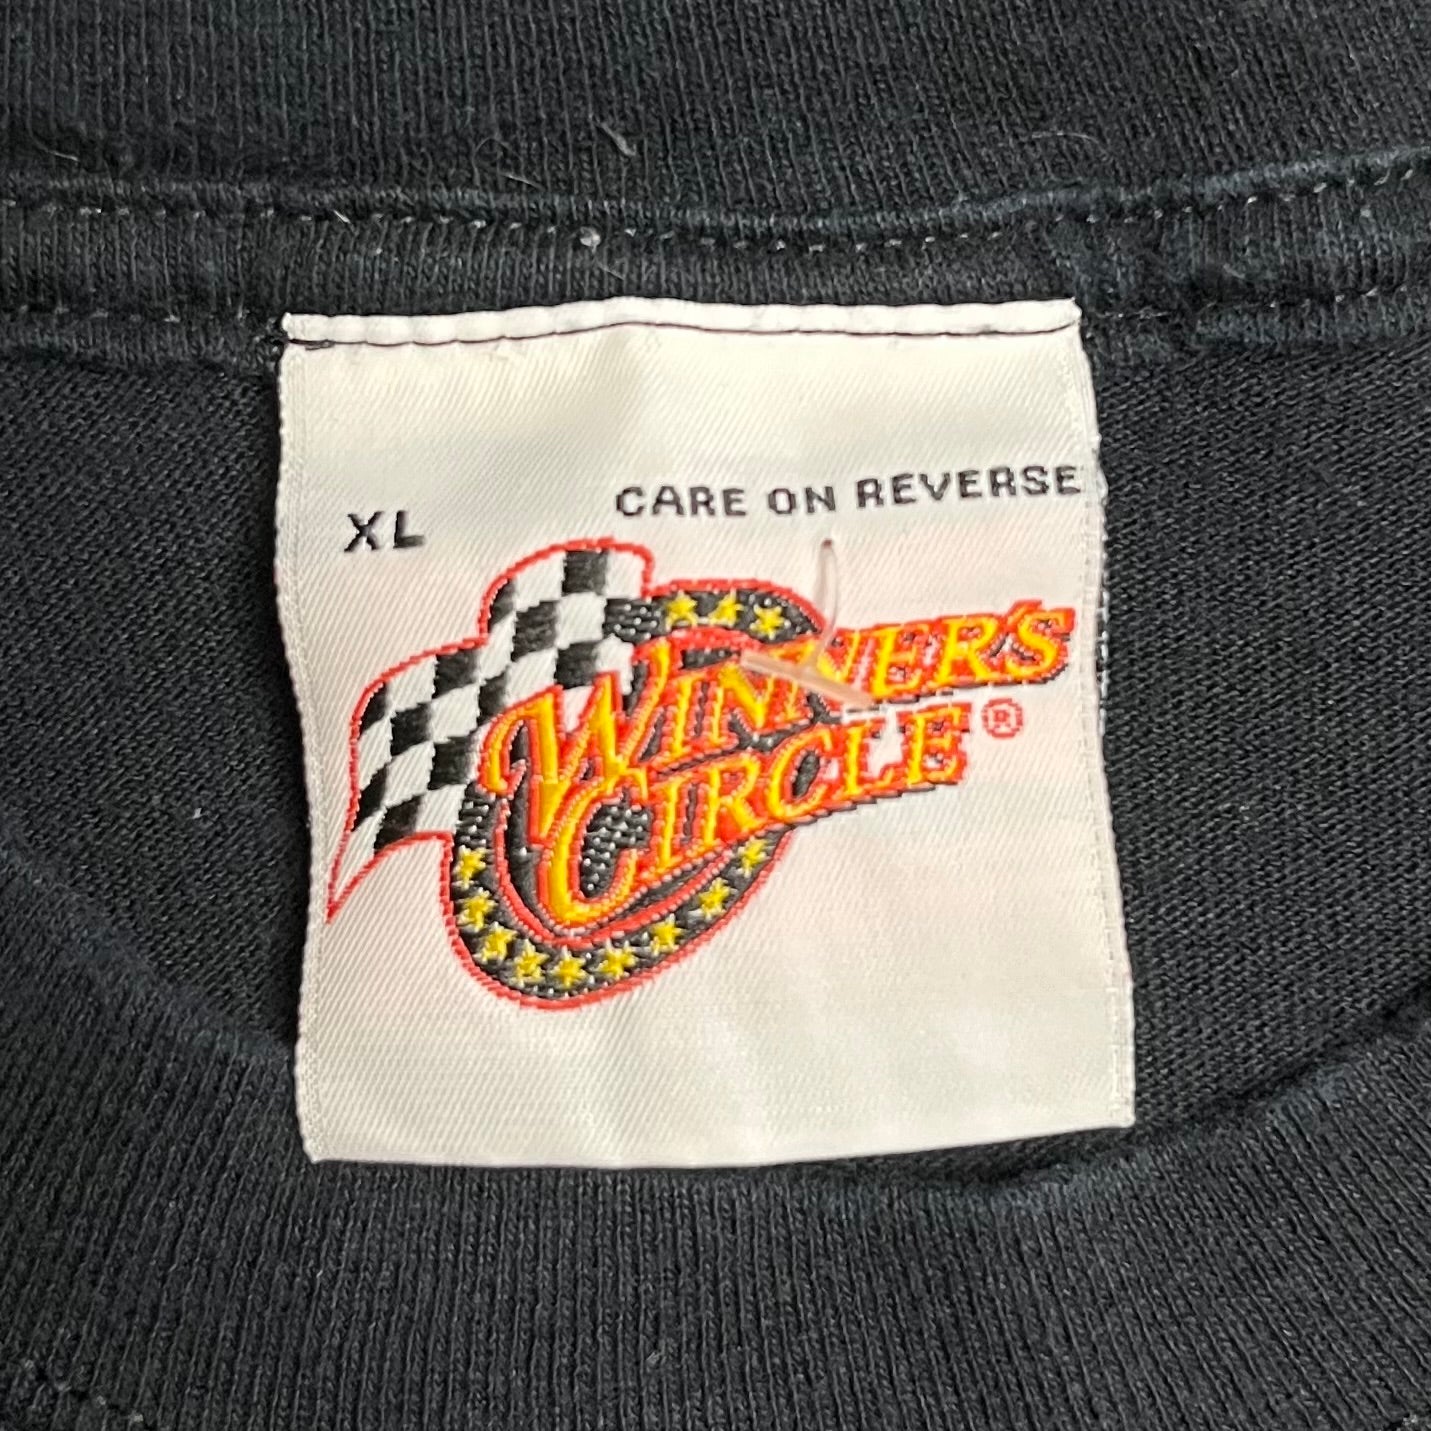 XL
CARE ON REVERSE
WINNER'S
CIRCLE®